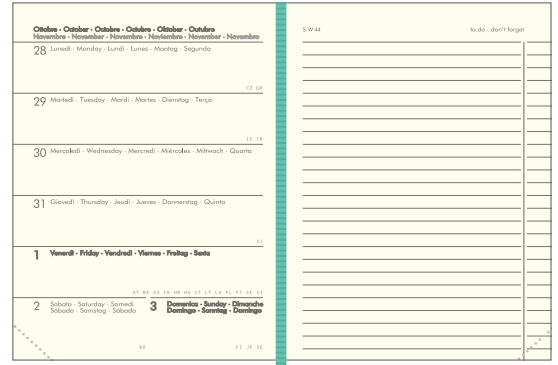 Ottobre · October · Octobre · Octubre · Oktober · Outubro
Novembre · November · Novembre · Noviembre · November · Novembro
28 Lunedì · Monday · Lundi · Lunes · Montag · Segunda
CZ GR
29 Martedì · Tuesday · Mardi · Martes · Dienstag · Terça
CZ TR
30 Mercoledì · Wednesday · Mercredi · Miércoles · Mittwoch · Quarta
31 Giovedì · Thursday · Jeudi · Jueves · Donnerstag · Quinta
SI
1 Venerdì · Friday · Vendredi · Viernes · Freitag · Sexta
AT BE ES FR HR HU IT LT LU PL PT SK SI
2 Sabato · Saturday · Samedi
Sábado · Samstag · Sábado
BR
3 Domenica · Sunday · Dimanche
Domingo · Sonntag · Domingo
FI JP SE
S-W 44
to do - don't forget